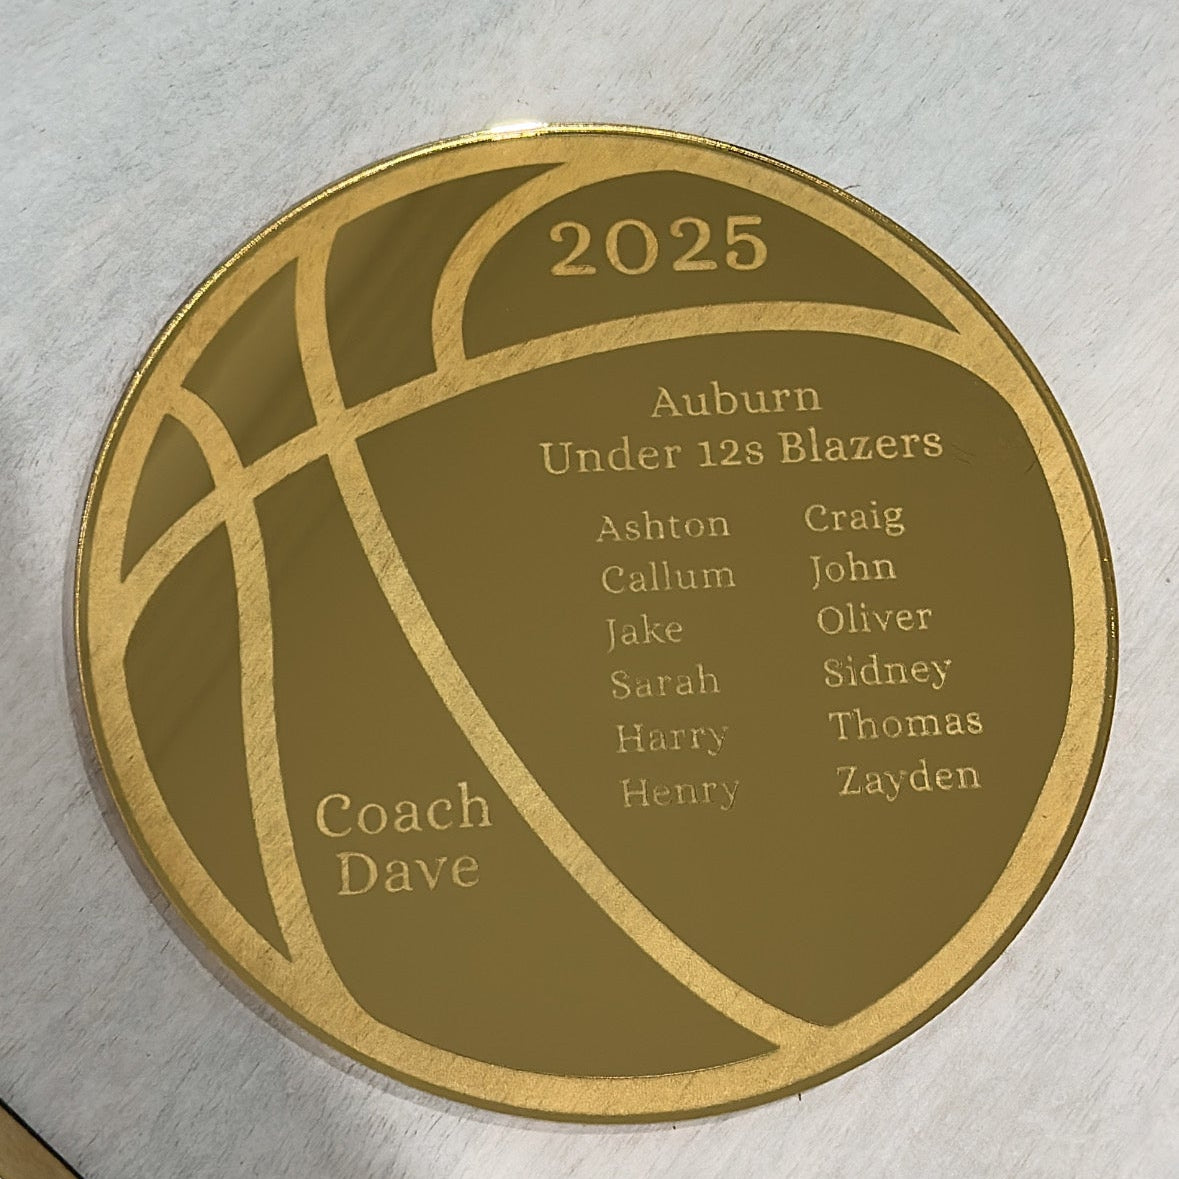 2025
Auburn
Under 12s Blazers
Ashton Craig
Callum John
Jake Oliver
Sarah Sidney
Harry Thomas
Henry Zayden
Coach
Dave